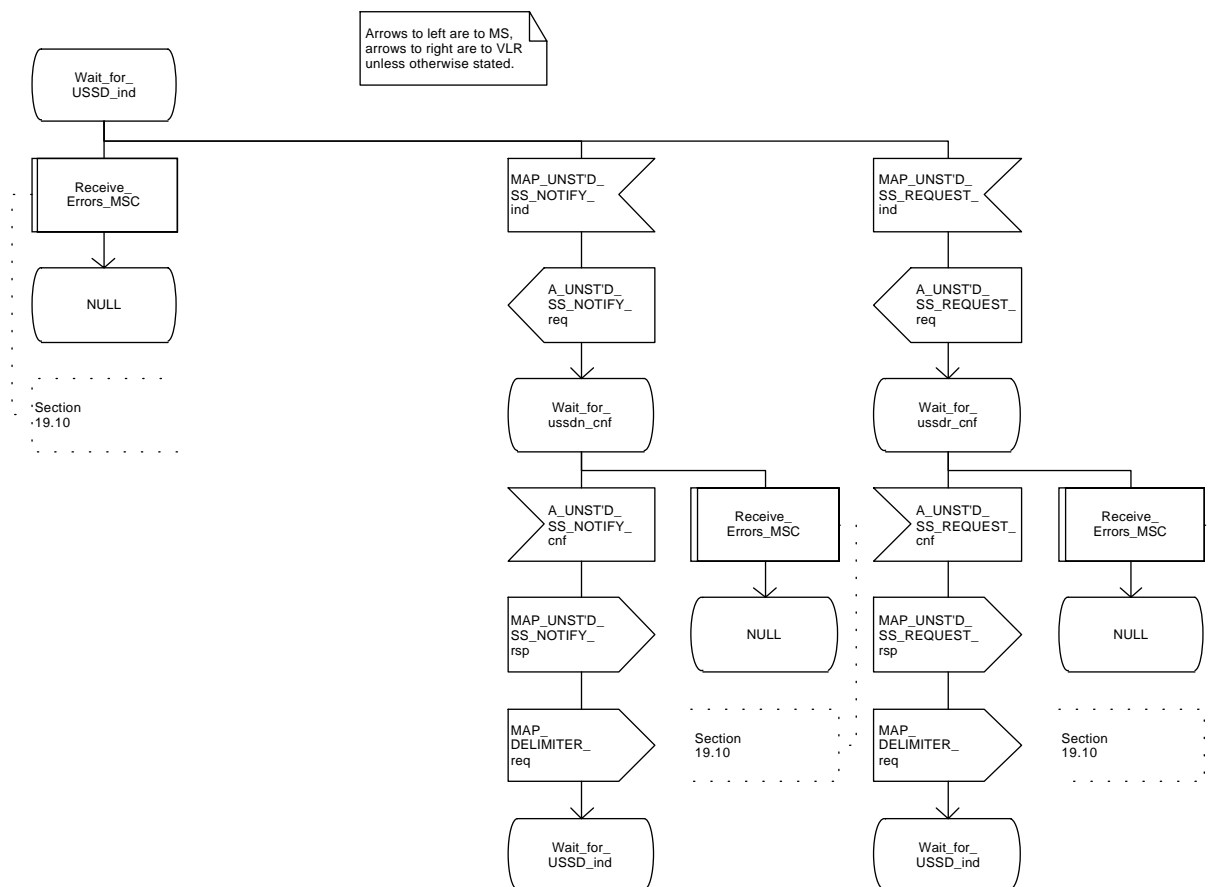 Arrows to left are to MS,
arrows to right are to VLR
unless otherwise stated.
Wait_for_
USSD_ind
Receive_
Errors_MSC
MAP_UNST'D_
SS_NOTIFY_
ind
MAP_UNST'D_
SS_REQUEST_
ind
NULL
A_UNST'D_
SS_NOTIFY_
req
A_UNST'D_
SS_REQUEST_
req
Section
19.10
Wait_for_
ussdn_cnf
Wait_for_
ussdr_cnf
A_UNST'D_
SS_NOTIFY_
cnf
Receive_
Errors_MSC
A_UNST'D_
SS_REQUEST_
cnf
Receive_
Errors_MSC
MAP_UNST'D_
SS_NOTIFY_
rsp
NULL
MAP_UNST'D_
SS_REQUEST_
rsp
NULL
MAP_
DELIMITER_
req
Section
19.10
MAP_
DELIMITER_
req
Section
19.10
Wait_for_
USSD_ind
Wait_for_
USSD_ind